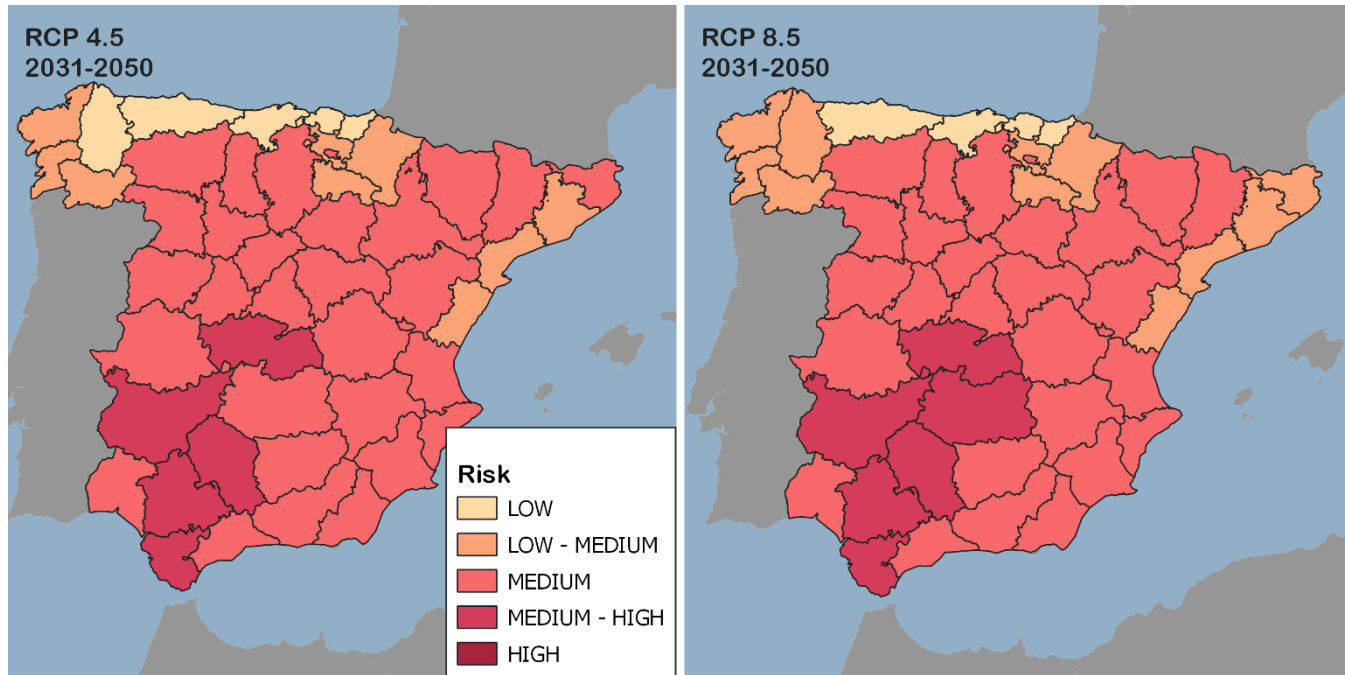 RCP 4.5
2031-2050
RCP 8.5
2031-2050
Risk
LOW
LOW - MEDIUM
MEDIUM
MEDIUM - HIGH
HIGH